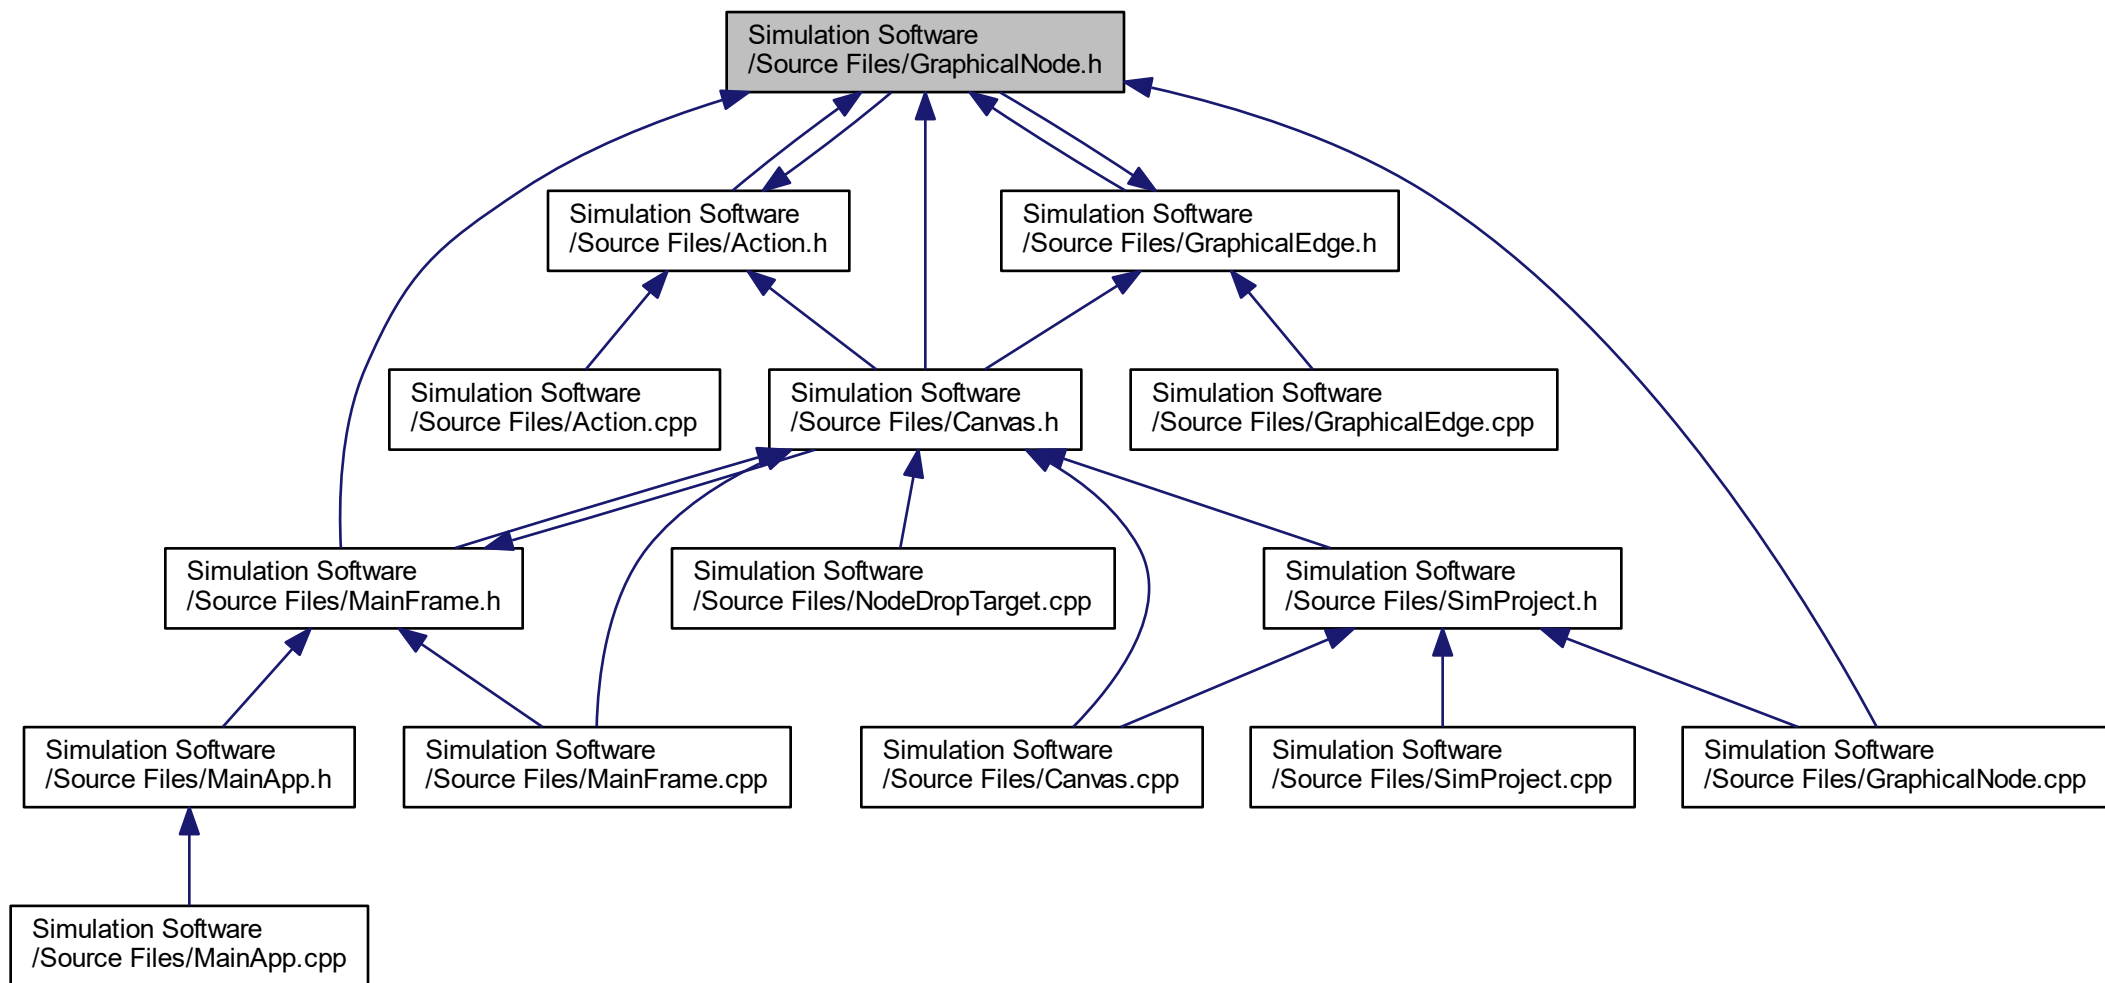 Simulation Software
/Source Files/GraphicalNode.h
Simulation Software
/Source Files/Action.h
Simulation Software
/Source Files/GraphicalEdge.h
Simulation Software
/Source Files/Action.cpp
Simulation Software
/Source Files/Canvas.h
Simulation Software
/Source Files/GraphicalEdge.cpp
Simulation Software
/Source Files/MainFrame.h
Simulation Software
/Source Files/NodeDropTarget.cpp
Simulation Software
/Source Files/SimProject.h
Simulation Software
/Source Files/MainApp.h
Simulation Software
/Source Files/MainFrame.cpp
Simulation Software
/Source Files/Canvas.cpp
Simulation Software
/Source Files/SimProject.cpp
Simulation Software
/Source Files/GraphicalNode.cpp
Simulation Software
/Source Files/MainApp.cpp